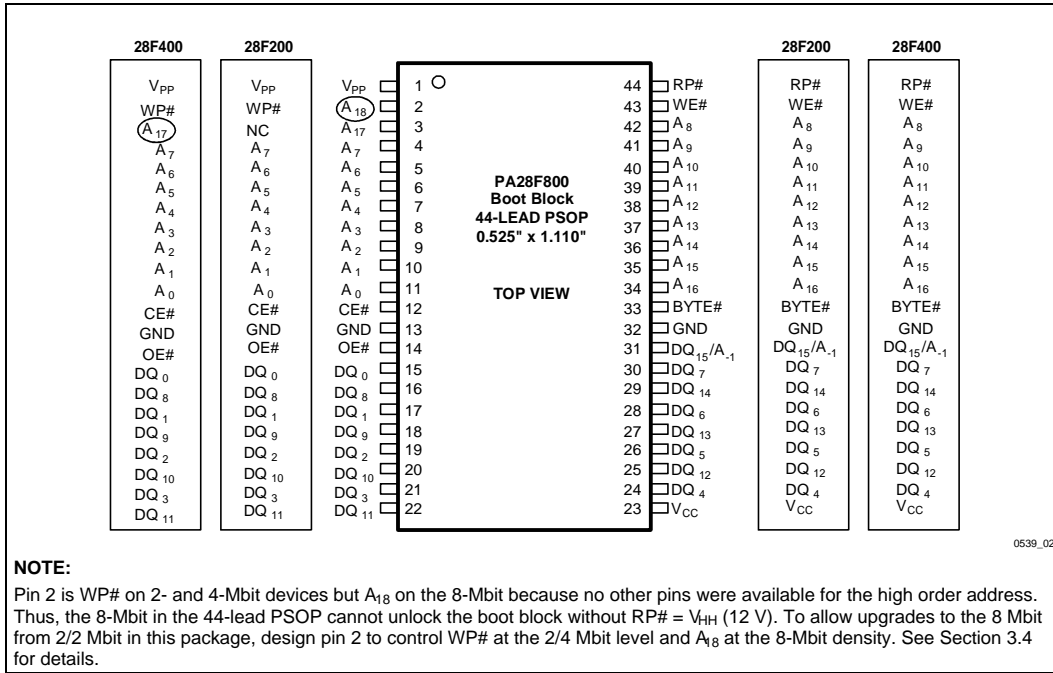 28F400 28F200 28F200 28F400
VPP VPP VPP 1 44 RP# RP# RP#
WP# WP# A18 2 43 WE# WE# WE#
A17 NC A17 3 42 A8 A8 A8
A7 A7 A7 4 41 A9 A9 A9
A6 A6 A6 5 40 A10 A10 A10
A5 A5 A5 6 39 A11 A11 A11
A4 A4 A4 7 38 A12 A12 A12
A3 A3 A3 8 37 A13 A13 A13
A2 A2 A2 9 36 A14 A14 A14
A1 A1 A1 10 35 A15 A15 A15
A0 A0 A0 11 34 A16 A16 A16
CE# CE# CE# 12 33 BYTE# BYTE# BYTE#
GND GND GND 13 32 GND GND GND
OE# OE# OE# 14 31 DQ15/A-1 DQ15/A-1 DQ15/A-1
DQ0 DQ0 DQ0 15 30 DQ7 DQ7 DQ7
DQ8 DQ8 DQ8 16 29 DQ14 DQ14 DQ14
DQ1 DQ1 DQ1 17 28 DQ6 DQ6 DQ6
DQ9 DQ9 DQ9 18 27 DQ13 DQ13 DQ13
DQ2 DQ2 DQ2 19 26 DQ5 DQ5 DQ5
DQ10 DQ10 DQ10 20 25 DQ12 DQ12 DQ12
DQ3 DQ3 DQ3 21 24 DQ4 DQ4 DQ4
DQ11 DQ11 DQ11 22 23 VCC VCC VCC
PA28F800
Boot Block
44-LEAD PSOP
0.525" x 1.110"
TOP VIEW
0539_02
NOTE:
Pin 2 is WP# on 2- and 4-Mbit devices but A18 on the 8-Mbit because no other pins were available for the high order address.
Thus, the 8-Mbit in the 44-lead PSOP cannot unlock the boot block without RP# = VHH (12 V). To allow upgrades to the 8 Mbit
from 2/2 Mbit in this package, design pin 2 to control WP# at the 2/4 Mbit level and A18 at the 8-Mbit density. See Section 3.4
for details.